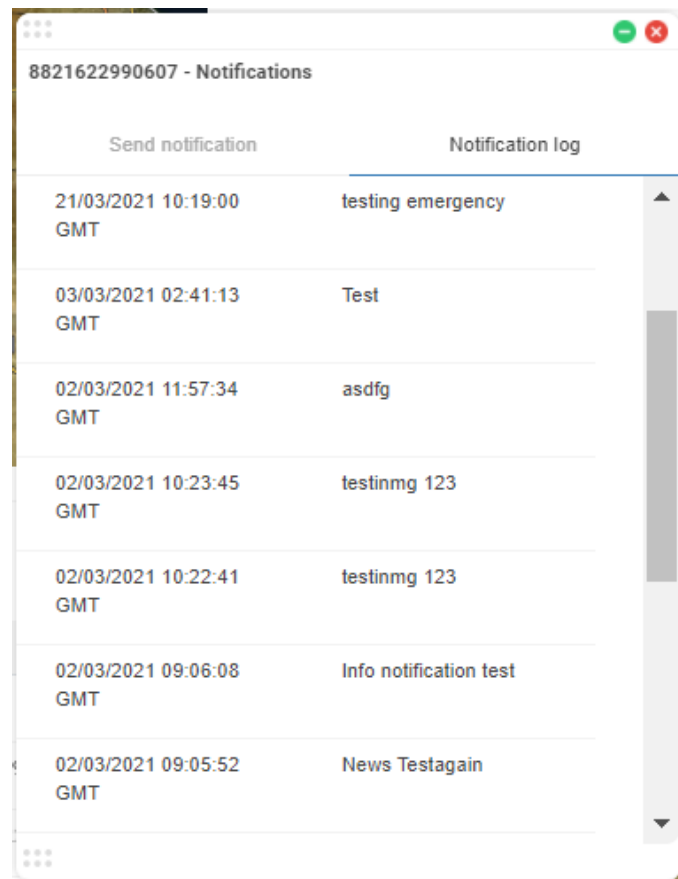 8821622990607 - Notifications
Send notification Notification log
21/03/2021 10:19:00 testing emergency
GMT
03/03/2021 02:41:13 Test
GMT
02/03/2021 11:57:34 asdfg
GMT
02/03/2021 10:23:45 testinmg 123
GMT
02/03/2021 10:22:41 testinmg 123
GMT
02/03/2021 09:06:08 Info notification test
GMT
02/03/2021 09:05:52 News Testagain
GMT